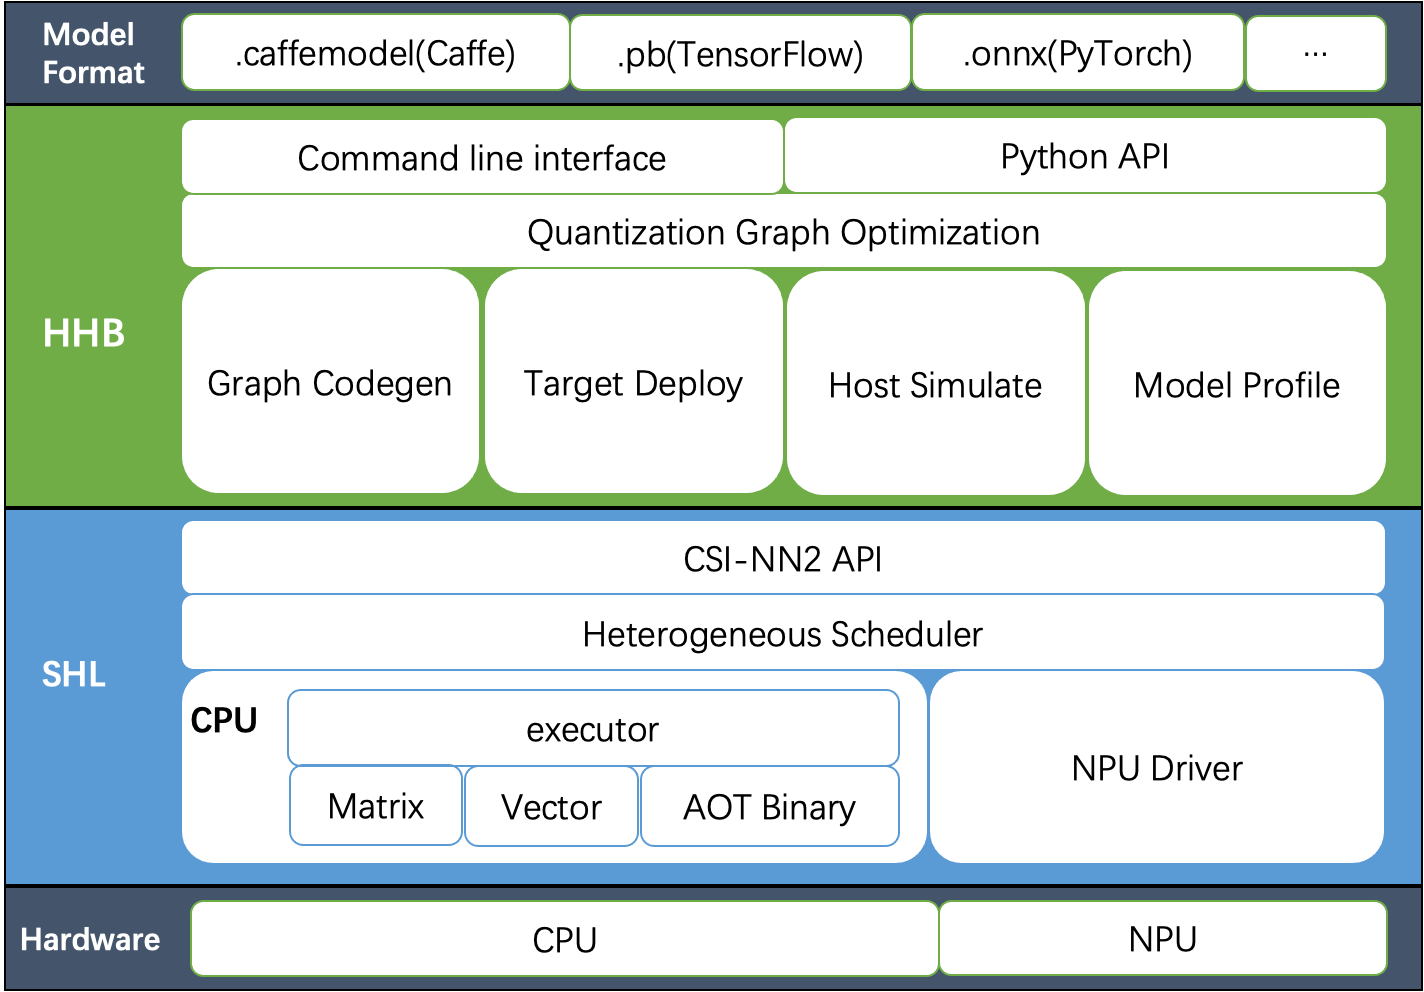 Model
Format
.caffemodel(Caffe)
.pb(TensorFlow)
.onnx(PyTorch)
...
HHB
Command line interface
Python API
Quantization Graph Optimization
Graph Codegen
Target Deploy
Host Simulate
Model Profile
SHL
CSI-NN2 API
Heterogeneous Scheduler
CPU
executor
Matrix
Vector
AOT Binary
NPU Driver
Hardware
CPU
NPU